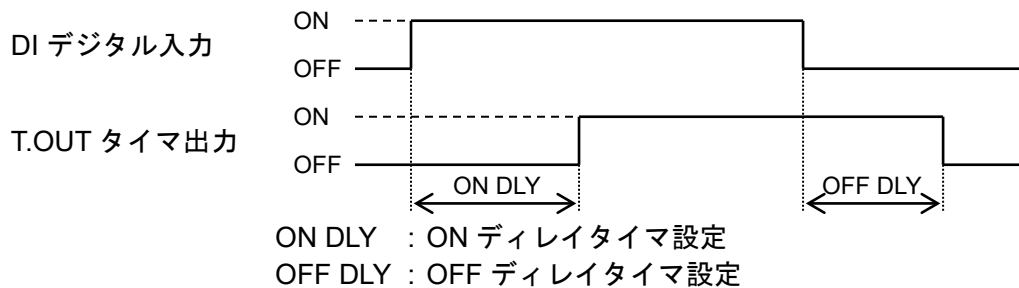 ON
DI デジタル入力
OFF
ON
T.OUT タイマ出力
OFF
ON DLY OFF DLY
ON DLY : ON ディレイタイマ設定
OFF DLY : OFF ディレイタイマ設定